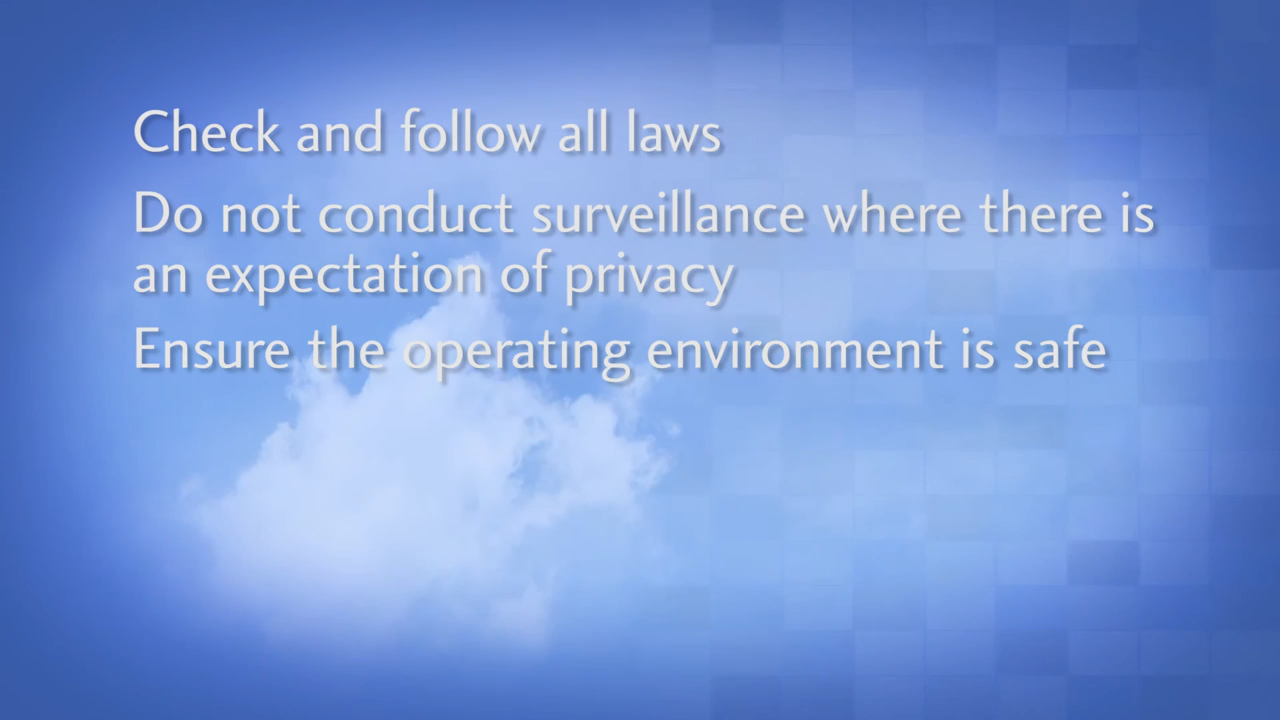 Check and follow all laws
Do not conduct surveillance where there is
an expectation of privacy
Ensure the operating environment is safe